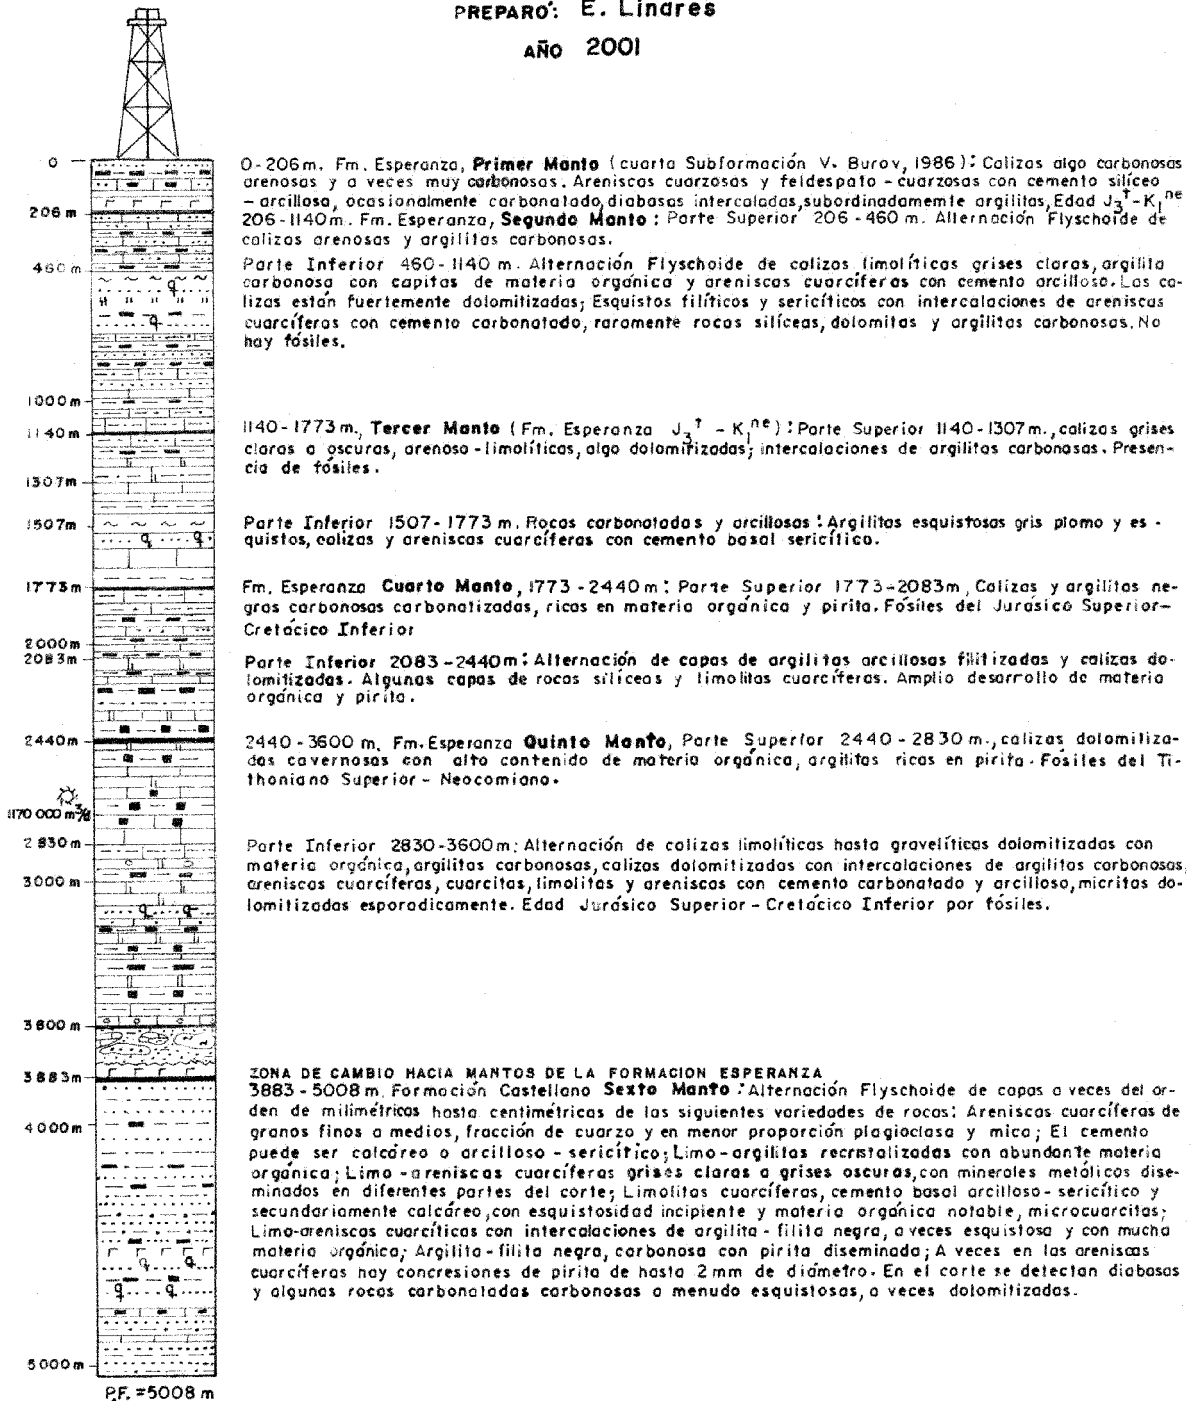 PREPARO: E. Linares
AÑO 2001
0
206 m
460 m
1000 m
1140 m
1307m
1507m
1773m
2000m
2083m
2440m
1170 000 m³/d
2 830m
3000 m
3600 m
3883m
4000m
5000m
P.F. = 5008 m
0-206m. Fm. Esperanza, Primer Manto (cuarta Subformación V. Burov, 1986): Calizas algo carbonosas
arenosas y a veces muy carbonosas. Areniscas cuarzosas y feldespato - cuarzosas con cemento silíceo
- arcillosa, ocasionalmente carbonatado, diabasas intercaladas, subordinadamemte argilitas, Edad J₃ᵗ-K₁ⁿᵉ
206-1140m. Fm. Esperanza, Segundo Manto: Parte Superior 206-460 m. Alternación Flyschoide de
calizas arenosas y argilitas carbonosas.
Parte Inferior 460-1140 m. Alternación Flyschoide de calizas limolíticas grises claras, argilita
carbonosa con capitas de materia orgánica y areniscas cuarcíferas con cemento arcilloso. Las ca-
lizas están fuertemente dolomitizadas; Esquistos filíticos y sericíticos con intercalaciones de areniscas
cuarcíferas con cemento carbonatado, raramente rocas silíceas, dolomitas y argilitas carbonosas. No
hay fósiles.
1140-1773 m., Tercer Manto (Fm. Esperanza J₃ᵗ - K₁ⁿᵉ): Parte Superior 1140-1307m., calizas grises
claras a oscuras, arenoso-limolíticas, algo dolomitizadas; intercalaciones de argilitas carbonosas. Presen-
cia de fósiles.
Parte Inferior 1507-1773 m. Rocas carbonatadas y arcillosas: Argilitas esquistosas gris plomo y es-
quistos, calizas y areniscas cuarcíferas con cemento basal sericítico.
Fm. Esperanza Cuarto Manto, 1773-2440 m: Parte Superior 1773-2083m, Calizas y argilitas ne-
gras carbonosas carbonatizadas, ricas en materia orgánica y pirita. Fósiles del Jurásico Superior-
Cretácico Inferior
Parte Inferior 2083-2440m: Alternación de capas de argilitas arcillosas filitizadas y calizas do-
lomitizadas. Algunas capas de rocas silíceas y limolitas cuarcíferas. Amplio desarrollo de materia
orgánica y pirita.
2440-3600 m, Fm. Esperanza Quinto Manto, Parte Superior 2440-2830 m., calizas dolomitiza-
das cavernosas con alto contenido de materia orgánica, argilitas ricas en pirita. Fósiles del Ti-
thoniano Superior - Neocomiano.
Parte Inferior 2830-3600m: Alternación de calizas limolíticas hasta gravelíticas dolomitizadas con
materia orgánica, argilitas carbonosas, calizas dolomitizadas con intercalaciones de argilitas carbonosas,
areniscas cuarcíferas, cuarcitas, limolitas y areniscas con cemento carbonatado y arcilloso, micritas do-
lomitizadas esporadicamente. Edad Jurásico Superior - Cretácico Inferior por fósiles.
ZONA DE CAMBIO HACIA MANTOS DE LA FORMACION ESPERANZA
3883-5008 m. Formación Castellano Sexto Manto: Alternación Flyschoide de capas a veces del or-
den de milimétricos hasta centimétricas de las siguientes variedades de rocas: Areniscas cuarcíferas de
granos finos a medios, fracción de cuarzo y en menor proporción plagioclasa y mica; El cemento
puede ser calcáreo o arcilloso - sericítico; Limo-argilitas recristalizadas con abundante materia
orgánica; Limo-areniscas cuarcíferas grises claras a grises oscuras, con minerales metálicos dise-
minados en diferentes partes del corte; Limolitas cuarcíferas, cemento basal arcilloso-sericítico y
secundariamente calcáreo, con esquistosidad incipiente y materia orgánica notable, microcuarcitas;
Limo-areniscas cuarcíticas con intercalaciones de argilita-filita negra, a veces esquistosa y con mucha
materia orgánica; Argilita-filita negra, carbonosa con pirita diseminada; A veces en las areniscas
cuarcíferas hay concresiones de pirita de hasta 2mm de diámetro. En el corte se detectan diabasas
y algunas rocas carbonatadas carbonosas a menudo esquistosas, a veces dolomitizadas.